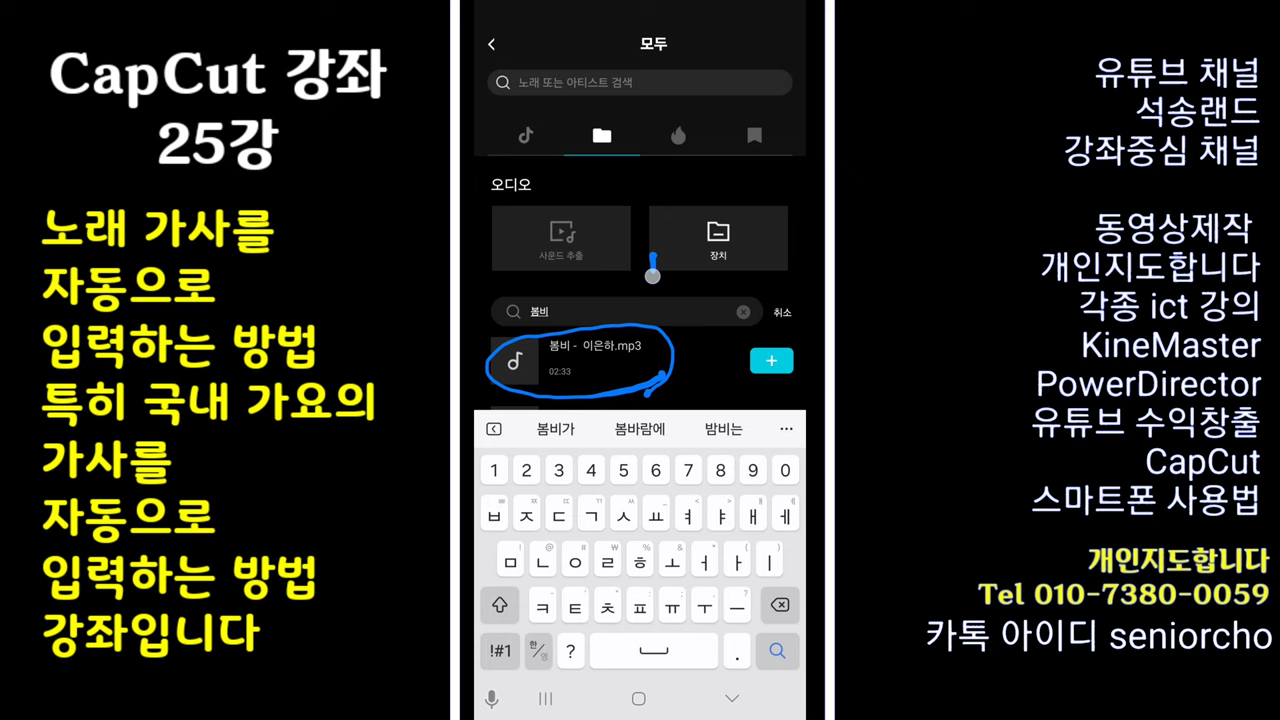 CapCut 강좌
25강
노래 가사를
자동으로
입력하는 방법
특히 국내 가요의
가사를
자동으로
입력하는 방법
강좌입니다
모두
노래 또는 아티스트 검색
오디오
사운드 추출
장치
봄비
취소
봄비 - 이은하.mp3
02:33
+
봄비가 봄바람에 밤비는 ...
1 2 3 4 5 6 7 8 9 0
ㅃ ㅉ ㄸ ㄲ ㅆ ^ < > ㅒ ㅖ
ㅂ ㅈ ㄷ ㄱ ㅅ ㅛ ㅕ ㅑ ㅐ ㅔ
! @ # ₩ % & * ( )
ㅁ ㄴ ㅇ ㄹ ㅎ ㅗ ㅓ ㅏ ㅣ
ㅋ ㅌ ㅊ ㅍ ㅠ ㅜ ㅡ
!#1 한/영 ? .
유튜브 채널
석송랜드
강좌중심 채널
동영상제작
개인지도합니다
각종 ict 강의
KineMaster
PowerDirector
유튜브 수익창출
CapCut
스마트폰 사용법
개인지도합니다
Tel 010-7380-0059
카톡 아이디 seniorcho